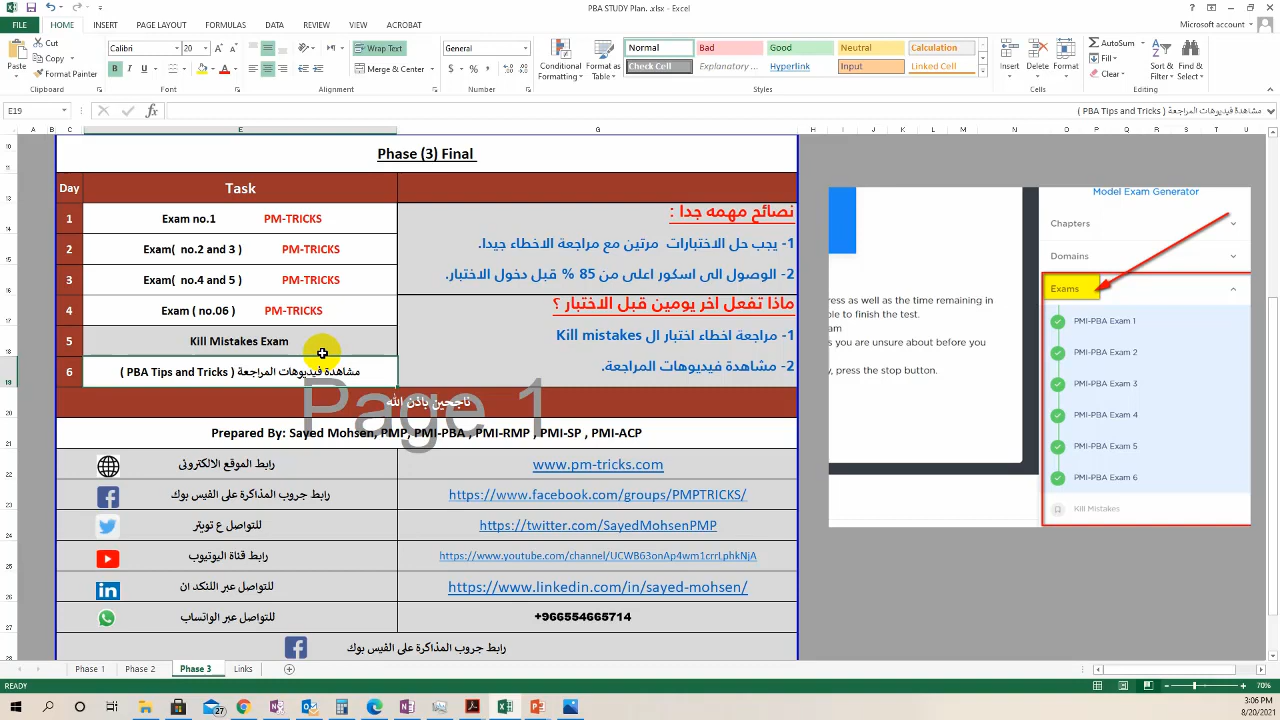 PBA STUDY Plan. .xlsx - Excel
FILE HOME INSERT PAGE LAYOUT FORMULAS DATA REVIEW VIEW ACROBAT Microsoft account
Paste Cut Copy Format Painter
Calibri 20
Wrap Text
Merge & Center
General
Conditional Formatting Format as Table
Normal Bad Good Neutral Calculation
Check Cell Explanatory ... Hyperlink Input Linked Cell
Insert Delete Format
AutoSum Fill Clear
Sort & Filter Find & Select
Clipboard Font Alignment Number Styles Cells Editing
E19 مشاهدة فيديوهات المراجعة ( PBA Tips and Tricks )
A B C E G H I J K L M N O P Q R S T U
Phase (3) Final
Day Task
1 Exam no.1 PM-TRICKS
2 Exam( no.2 and 3 ) PM-TRICKS
3 Exam( no.4 and 5 ) PM-TRICKS
4 Exam ( no.06 ) PM-TRICKS
5 Kill Mistakes Exam
6 مشاهدة فيديوهات المراجعة ( PBA Tips and Tricks )
نصائح مهمه جدا :
1- يجب حل الاختبارات مرتين مع مراجعة الاخطاء جيدا.
2- الوصول الى اسكور اعلى من 85 % قبل دخول الاختبار.
ماذا تفعل اخر يومين قبل الاختبار ؟
1- مراجعة اخطاء اختبار ال Kill mistakes
2- مشاهدة فيديوهات المراجعة.
ناجحين باذن الله
Page 1
Prepared By: Sayed Mohsen, PMP, PMI-PBA , PMI-RMP , PMI-SP , PMI-ACP
رابط الموقع الالكترونى www.pm-tricks.com
رابط جروب المذاكرة على الفيس بوك https://www.facebook.com/groups/PMPTRICKS/
للتواصل ع تويتر https://twitter.com/SayedMohsenPMP
رابط قناة اليوتيوب https://www.youtube.com/channel/UCWB63onAp4wm1crrLphkNjA
للتواصل عبر اللنكد ان https://www.linkedin.com/in/sayed-mohsen/
للتواصل عبر الواتساب +966554665714
رابط جروب المذاكرة على الفيس بوك
ress as well as the time remaining in
ble to finish the test.
am
s you are unsure about before you
y, press the stop button.
Model Exam Generator
Chapters
Domains
Exams
PMI-PBA Exam 1
PMI-PBA Exam 2
PMI-PBA Exam 3
PMI-PBA Exam 4
PMI-PBA Exam 5
PMI-PBA Exam 6
Kill Mistakes
Phase 1 Phase 2 Phase 3 Links
READY 70%
27
3:06 PM
8/20/2021